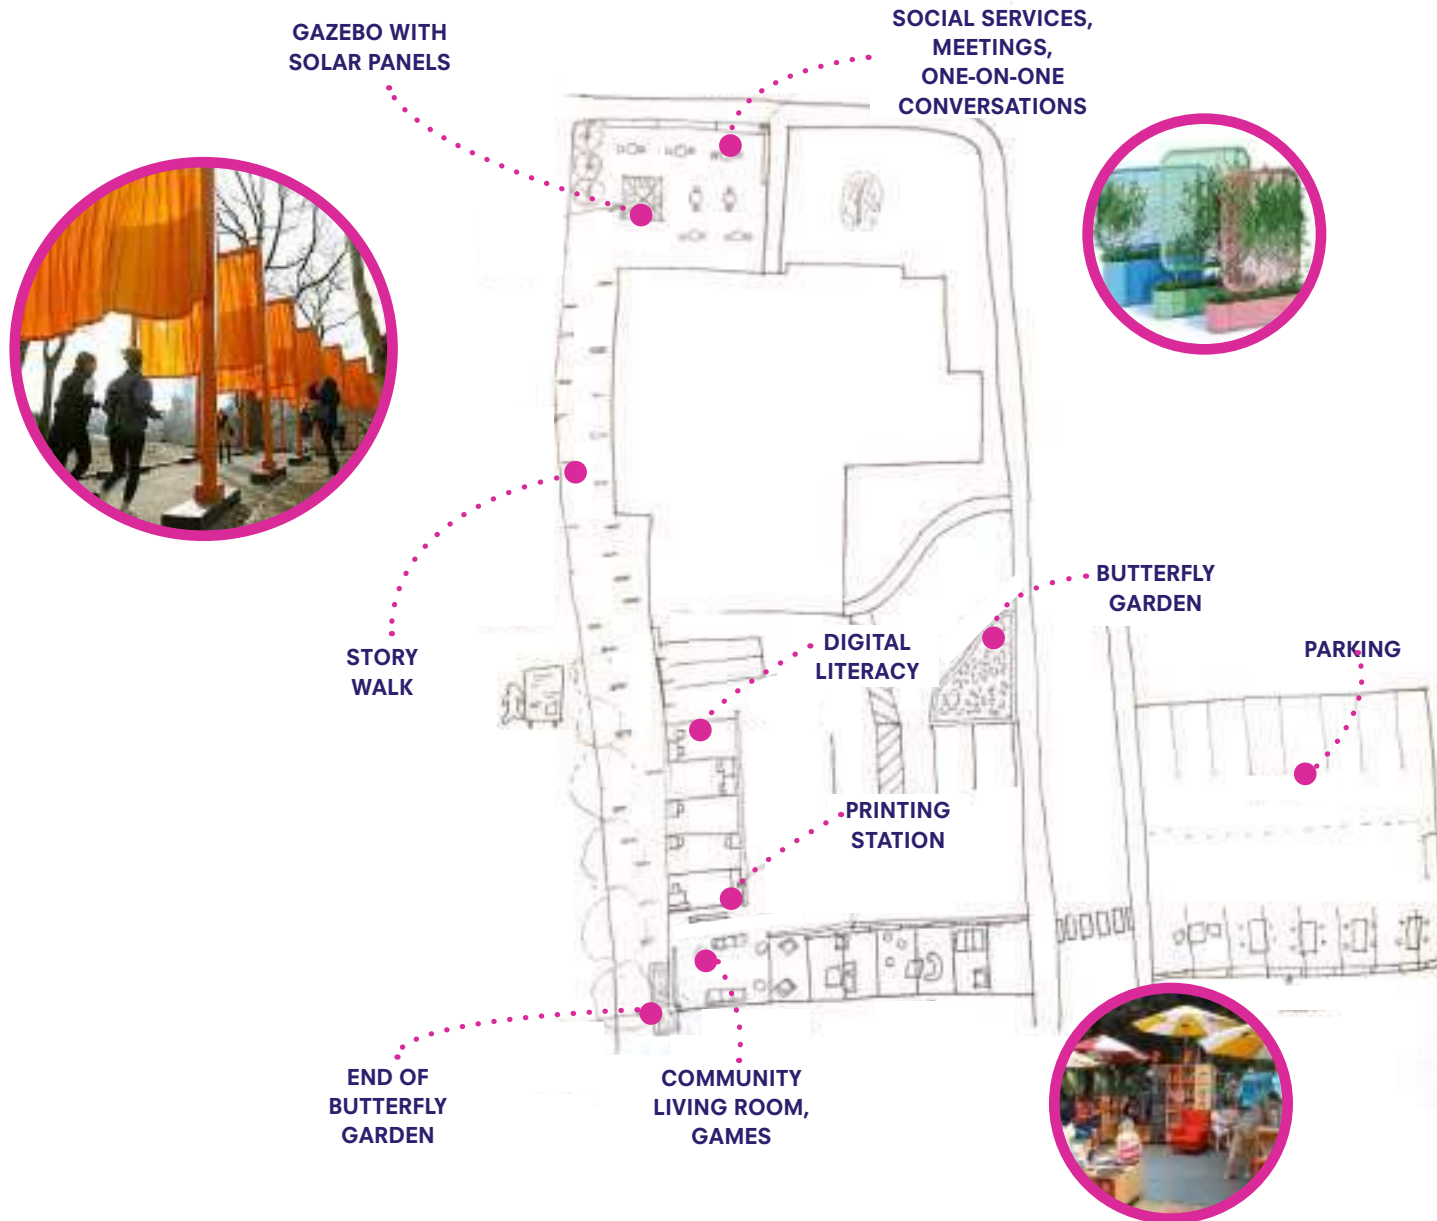 GAZEBO WITH
SOLAR PANELS
SOCIAL SERVICES,
MEETINGS,
ONE-ON-ONE
CONVERSATIONS
STORY
WALK
DIGITAL
LITERACY
BUTTERFLY
GARDEN
PARKING
PRINTING
STATION
END OF
BUTTERFLY
GARDEN
COMMUNITY
LIVING ROOM,
GAMES